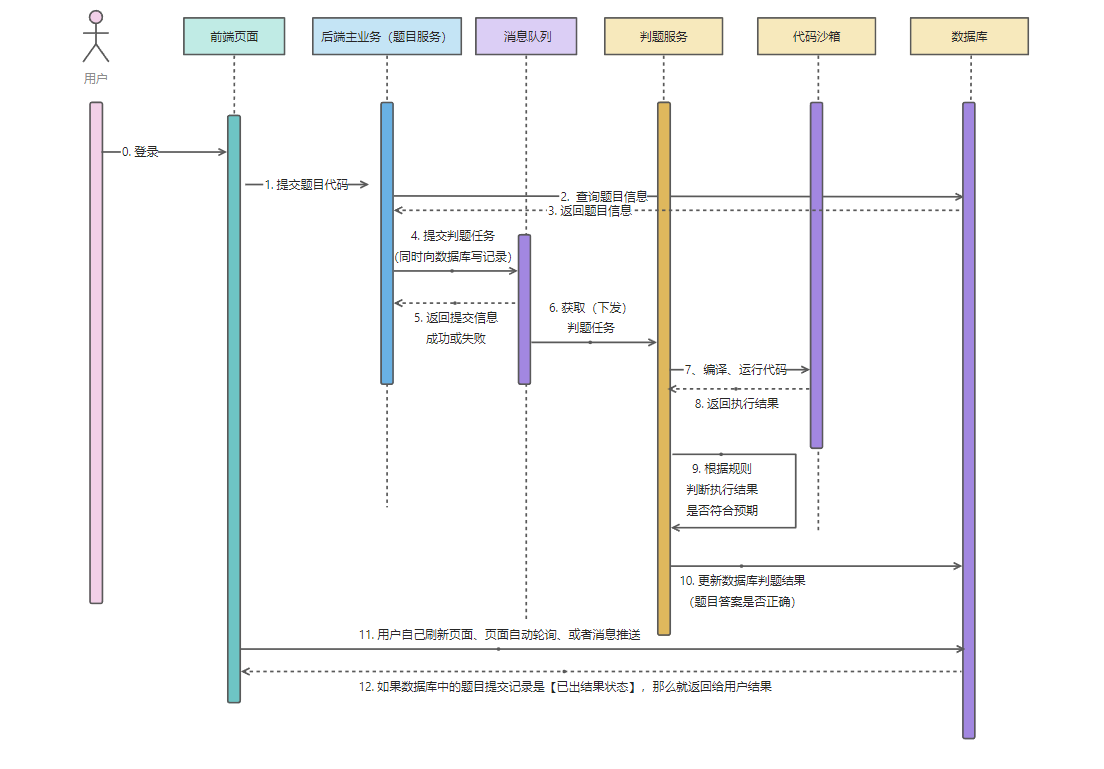 前端页面
后端主业务（题目服务）
消息队列
判题服务
代码沙箱
数据库
用户
0. 登录
1. 提交题目代码
2. 查询题目信息
3. 返回题目信息
4. 提交判题任务
（同时向数据库写记录）
5. 返回提交信息
成功或失败
6. 获取（下发）
判题任务
7、编译、运行代码
8. 返回执行结果
9. 根据规则
判断执行结果
是否符合预期
10. 更新数据库判题结果
（题目答案是否正确）
11. 用户自己刷新页面、页面自动轮询、或者消息推送
12. 如果数据库中的题目提交记录是【已出结果状态】，那么就返回给用户结果